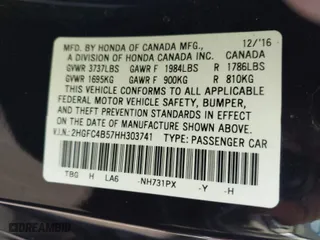 12/'16
MFD. BY HONDA OF CANADA MFG.,
A DIVISION OF HONDA CANADA INC. CANADA
GVWR 3737LBS GAWR F 1984LBS R 1786LBS
GVWR 1695KG GAWR F 900KG R 810KG
THIS VEHICLE CONFORMS TO ALL APPLICABLE
FEDERAL MOTOR VEHICLE SAFETY, BUMPER,
AND THEFT PREVENTION STANDARDS IN EFFECT
ON THE DATE OF MANUFACTURE SHOWN ABOVE.
V.I.N.: 2HGFC4B57HH303741 TYPE: PASSENGER CAR
TBG H LA6 -NH731PX -Y -H
DREAMBID